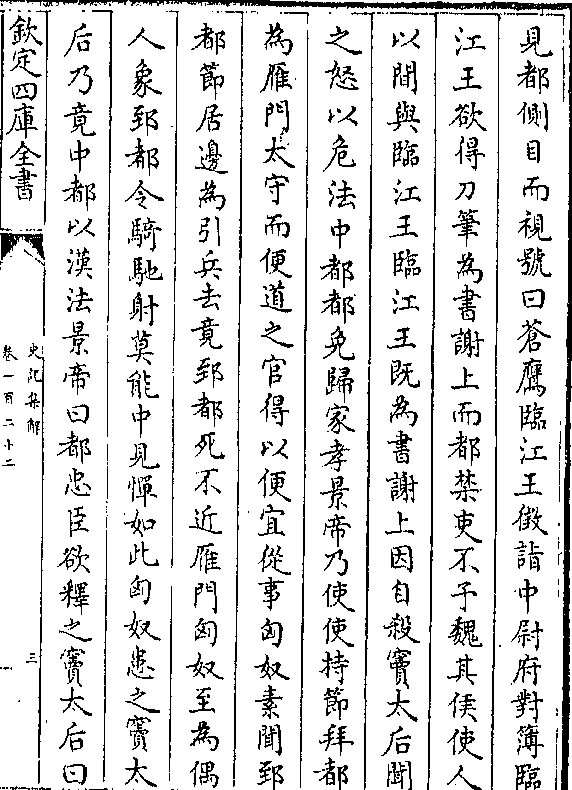 見都側目而視號曰蒼鷹臨江王徵詣中尉府對簿臨
江王欲得刀筆為書謝上而都禁吏不予魏其侯使人
以間與臨江王臨江王既為書謝上因自殺竇太后聞
之怒以危法中都都免歸家孝景帝乃使使持節拜都
為雁門太守而便道之官得以便宜從事匈奴素聞郅
都節居邊為引兵去竟郅都死不近雁門匈奴至為偶
人象郅都令騎馳射莫能中見憚如此匈奴患之竇太
后乃竟中都以漢法景帝曰都忠臣欲釋之竇太后曰
欽定四庫全書
史記集解
卷一百二十二
三